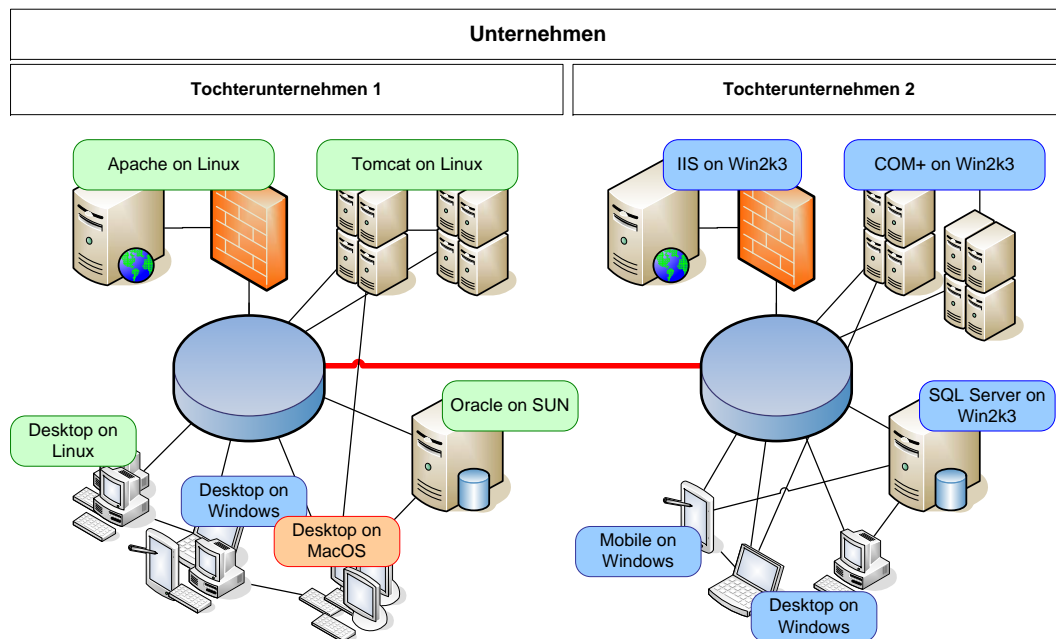 Unternehmen
Tochterunternehmen 1
Tochterunternehmen 2
Apache on Linux
Tomcat on Linux
IIS on Win2k3
COM+ on Win2k3
Oracle on SUN
SQL Server on
Win2k3
Desktop on
Linux
Desktop on
Windows
Desktop on
MacOS
Mobile on
Windows
Desktop on
Windows